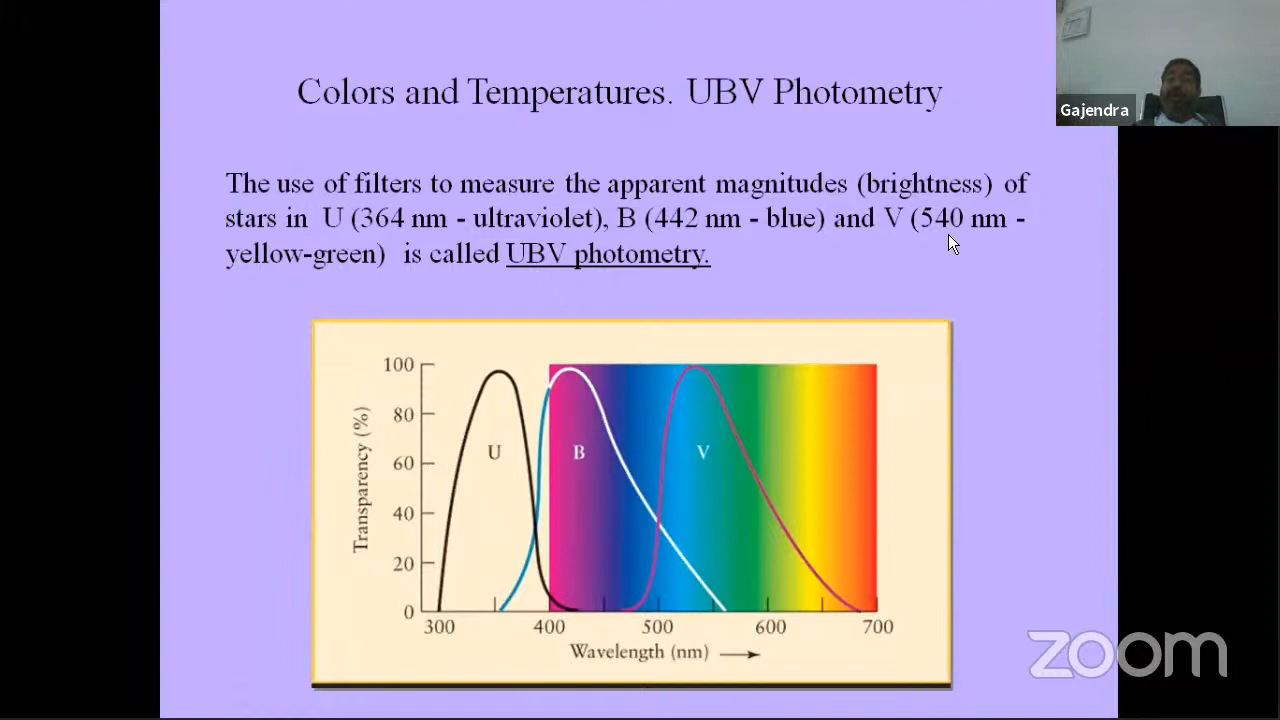 Colors and Temperatures. UBV Photometry
Gajendra
The use of filters to measure the apparent magnitudes (brightness) of
stars in U (364 nm - ultraviolet), B (442 nm - blue) and V (540 nm -
yellow-green) is called UBV photometry.
Transparency (%)
100
80
60
40
20
0
U
B
V
300 400 500 600 700
Wavelength (nm)
zoom